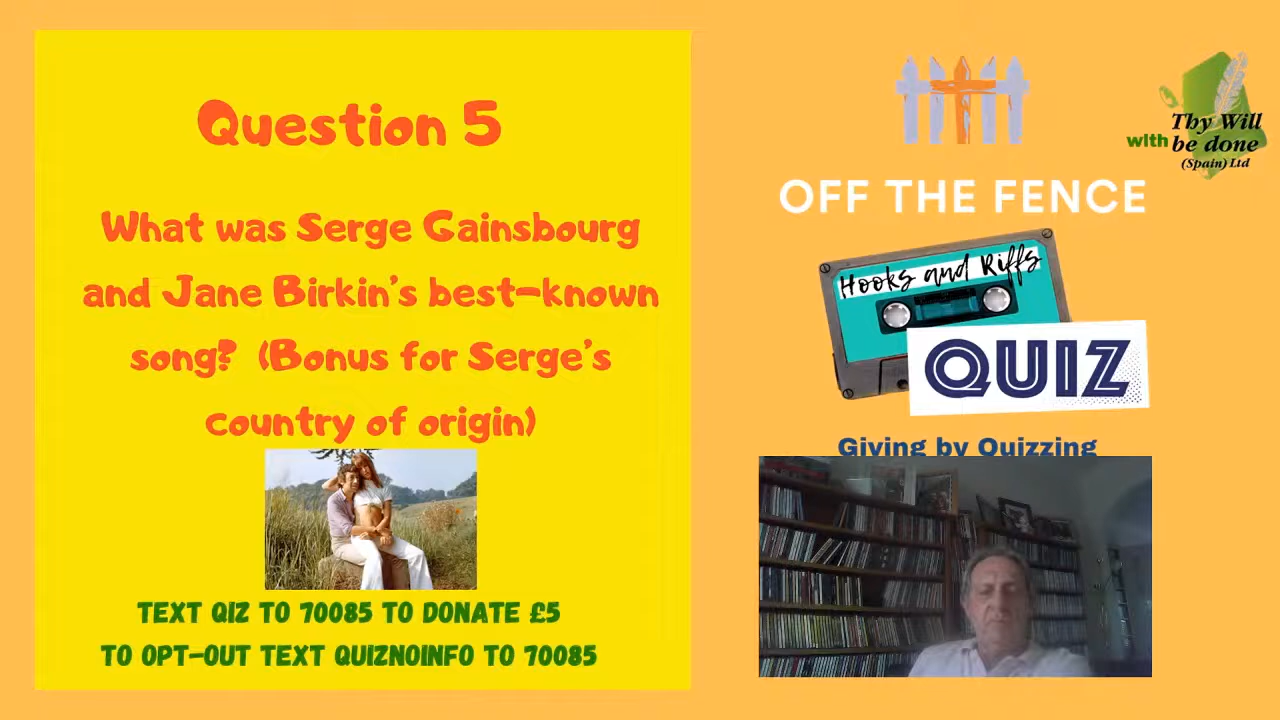 Question 5
What was Serge Gainsbourg
and Jane Birkin's best-known
song? (Bonus for Serge's
country of origin)
TEXT QIZ TO 70085 TO DONATE £5
TO OPT-OUT TEXT QUIZNOINFO TO 70085
with
Thy Will
be done
(Spain) Ltd
OFF THE FENCE
Hooks and Riffs
QUIZ
Giving by Quizzing